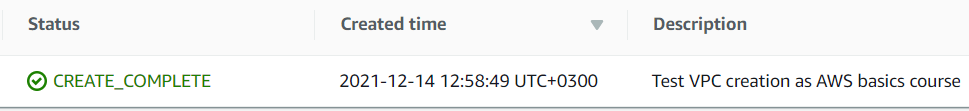 Status Created time Description
CREATE_COMPLETE 2021-12-14 12:58:49 UTC+0300 Test VPC creation as AWS basics course